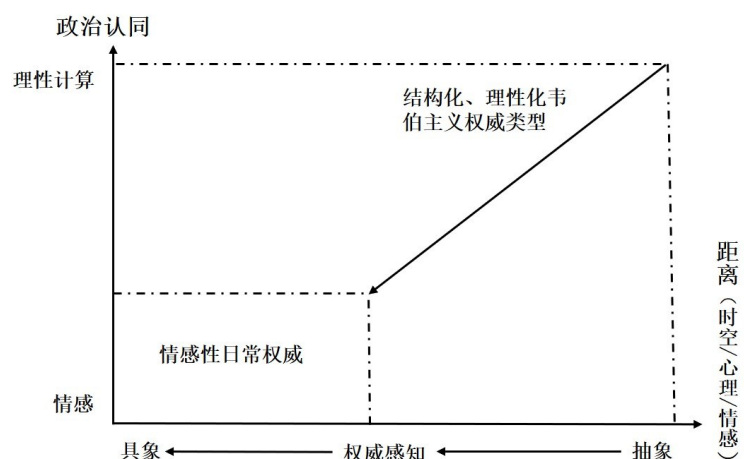 政治认同
理性计算
结构化、理性化韦
伯主义权威类型
距离（时空/心理/情感）
情感性日常权威
情感
具象
权威感知
抽象